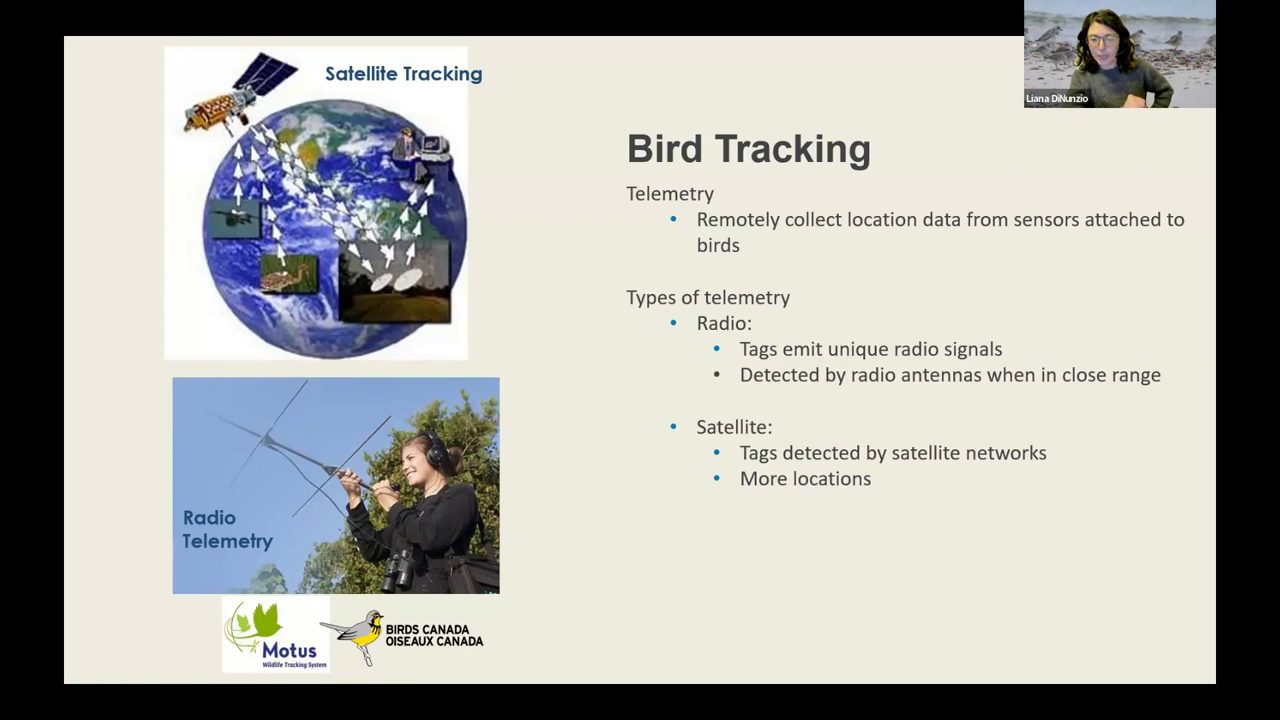 Satellite Tracking
Liana DiNunzio
Bird Tracking
Telemetry
• Remotely collect location data from sensors attached to
birds
Types of telemetry
• Radio:
• Tags emit unique radio signals
• Detected by radio antennas when in close range
• Satellite:
• Tags detected by satellite networks
• More locations
Radio
Telemetry
Motus
Wildlife Tracking System
BIRDS CANADA
OISEAUX CANADA